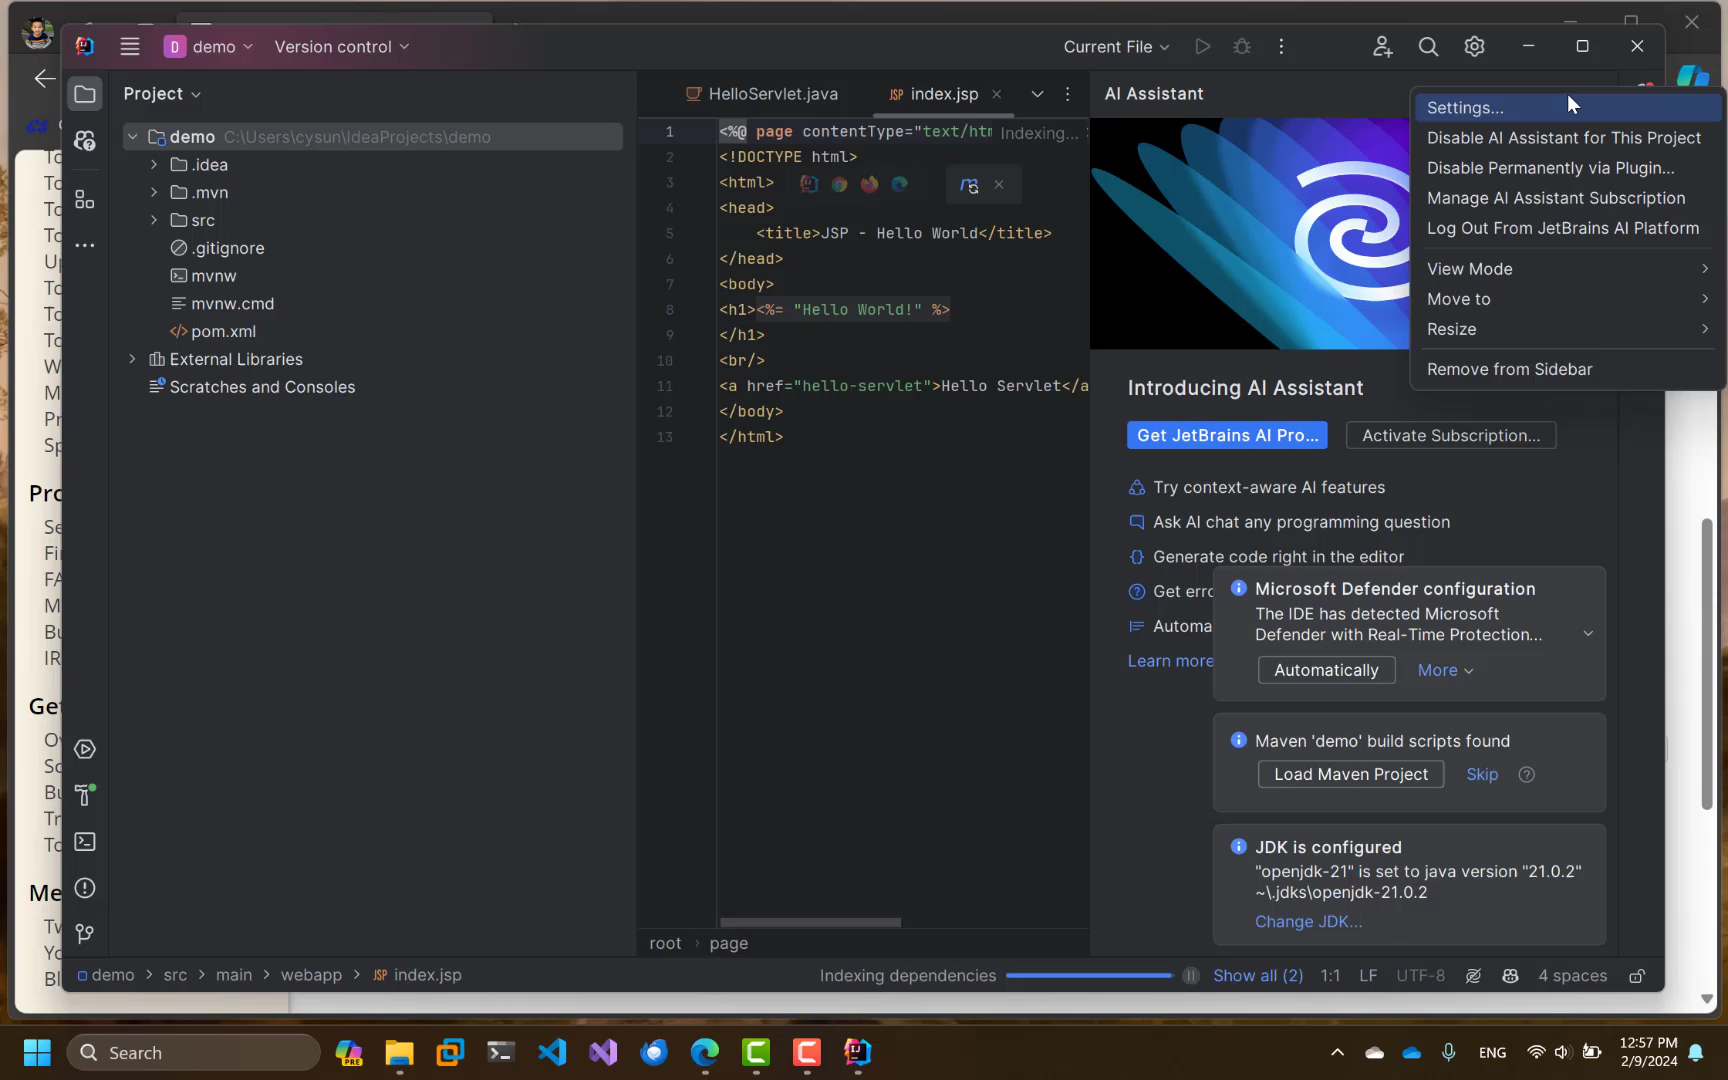 D demo
Version control
Current File
Project
HelloServlet.java
JSP index.jsp
AI Assistant
Settings...
Disable AI Assistant for This Project
Disable Permanently via Plugin...
Manage AI Assistant Subscription
Log Out From JetBrains AI Platform
View Mode
Move to
Resize
Remove from Sidebar
demo C:\Users\cysun\IdeaProjects\demo
.idea
.mvn
src
.gitignore
mvnw
mvnw.cmd
pom.xml
External Libraries
Scratches and Consoles
1 <%@ page contentType="text/htm
Indexing...
2 <!DOCTYPE html>
3 <html>
4 <head>
5 <title>JSP - Hello World</title>
6 </head>
7 <body>
8 <h1><%= "Hello World!" %>
9 </h1>
10 <br/>
11 <a href="hello-servlet">Hello Servlet</a
12 </body>
13 </html>
root > page
Introducing AI Assistant
Get JetBrains AI Pro...
Activate Subscription...
Try context-aware AI features
Ask AI chat any programming question
Generate code right in the editor
Get erro
Automa
Learn more
Microsoft Defender configuration
The IDE has detected Microsoft
Defender with Real-Time Protection...
Automatically
More
Maven 'demo' build scripts found
Load Maven Project
Skip
JDK is configured
"openjdk-21" is set to java version "21.0.2"
~\.jdks\openjdk-21.0.2
Change JDK...
demo > src > main > webapp > JSP index.jsp
Indexing dependencies
Show all (2)
1:1
LF
UTF-8
4 spaces
Search
PRE
ENG
12:57 PM
2/9/2024